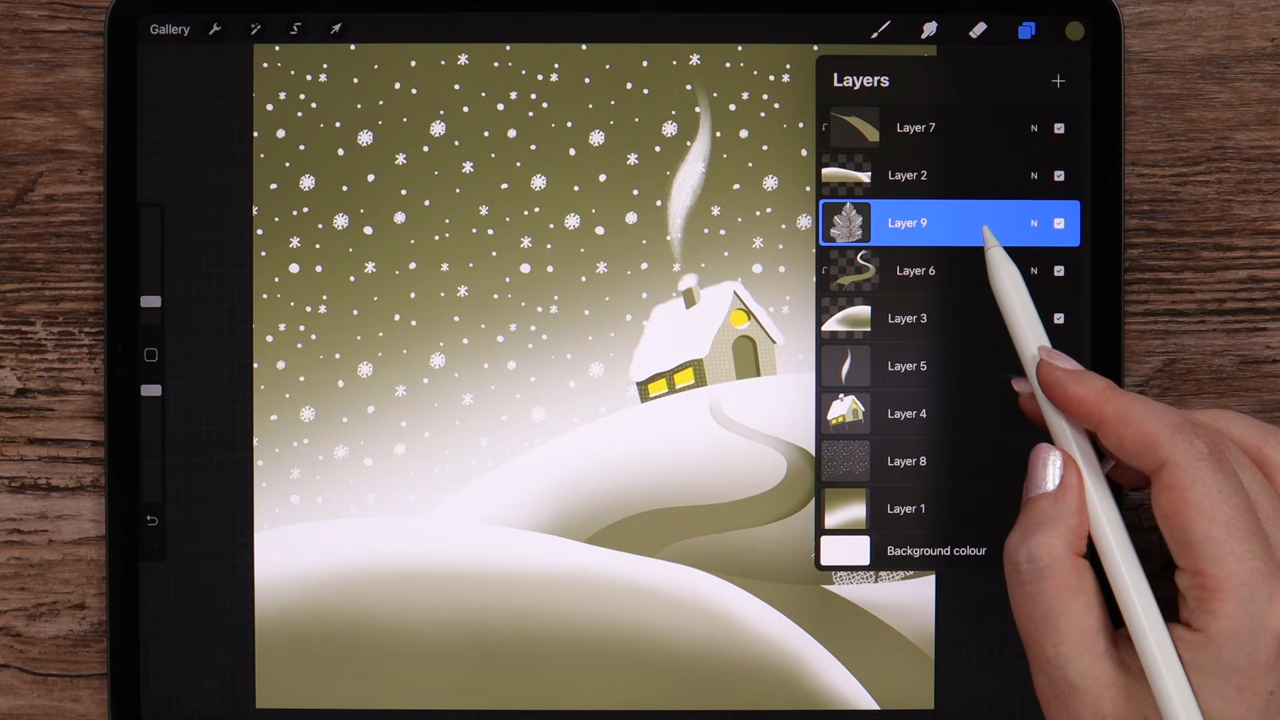 Gallery
Layers
Layer 7 N
Layer 2 N
Layer 9 N
Layer 6 N
Layer 3
Layer 5
Layer 4
Layer 8
Layer 1
Background colour